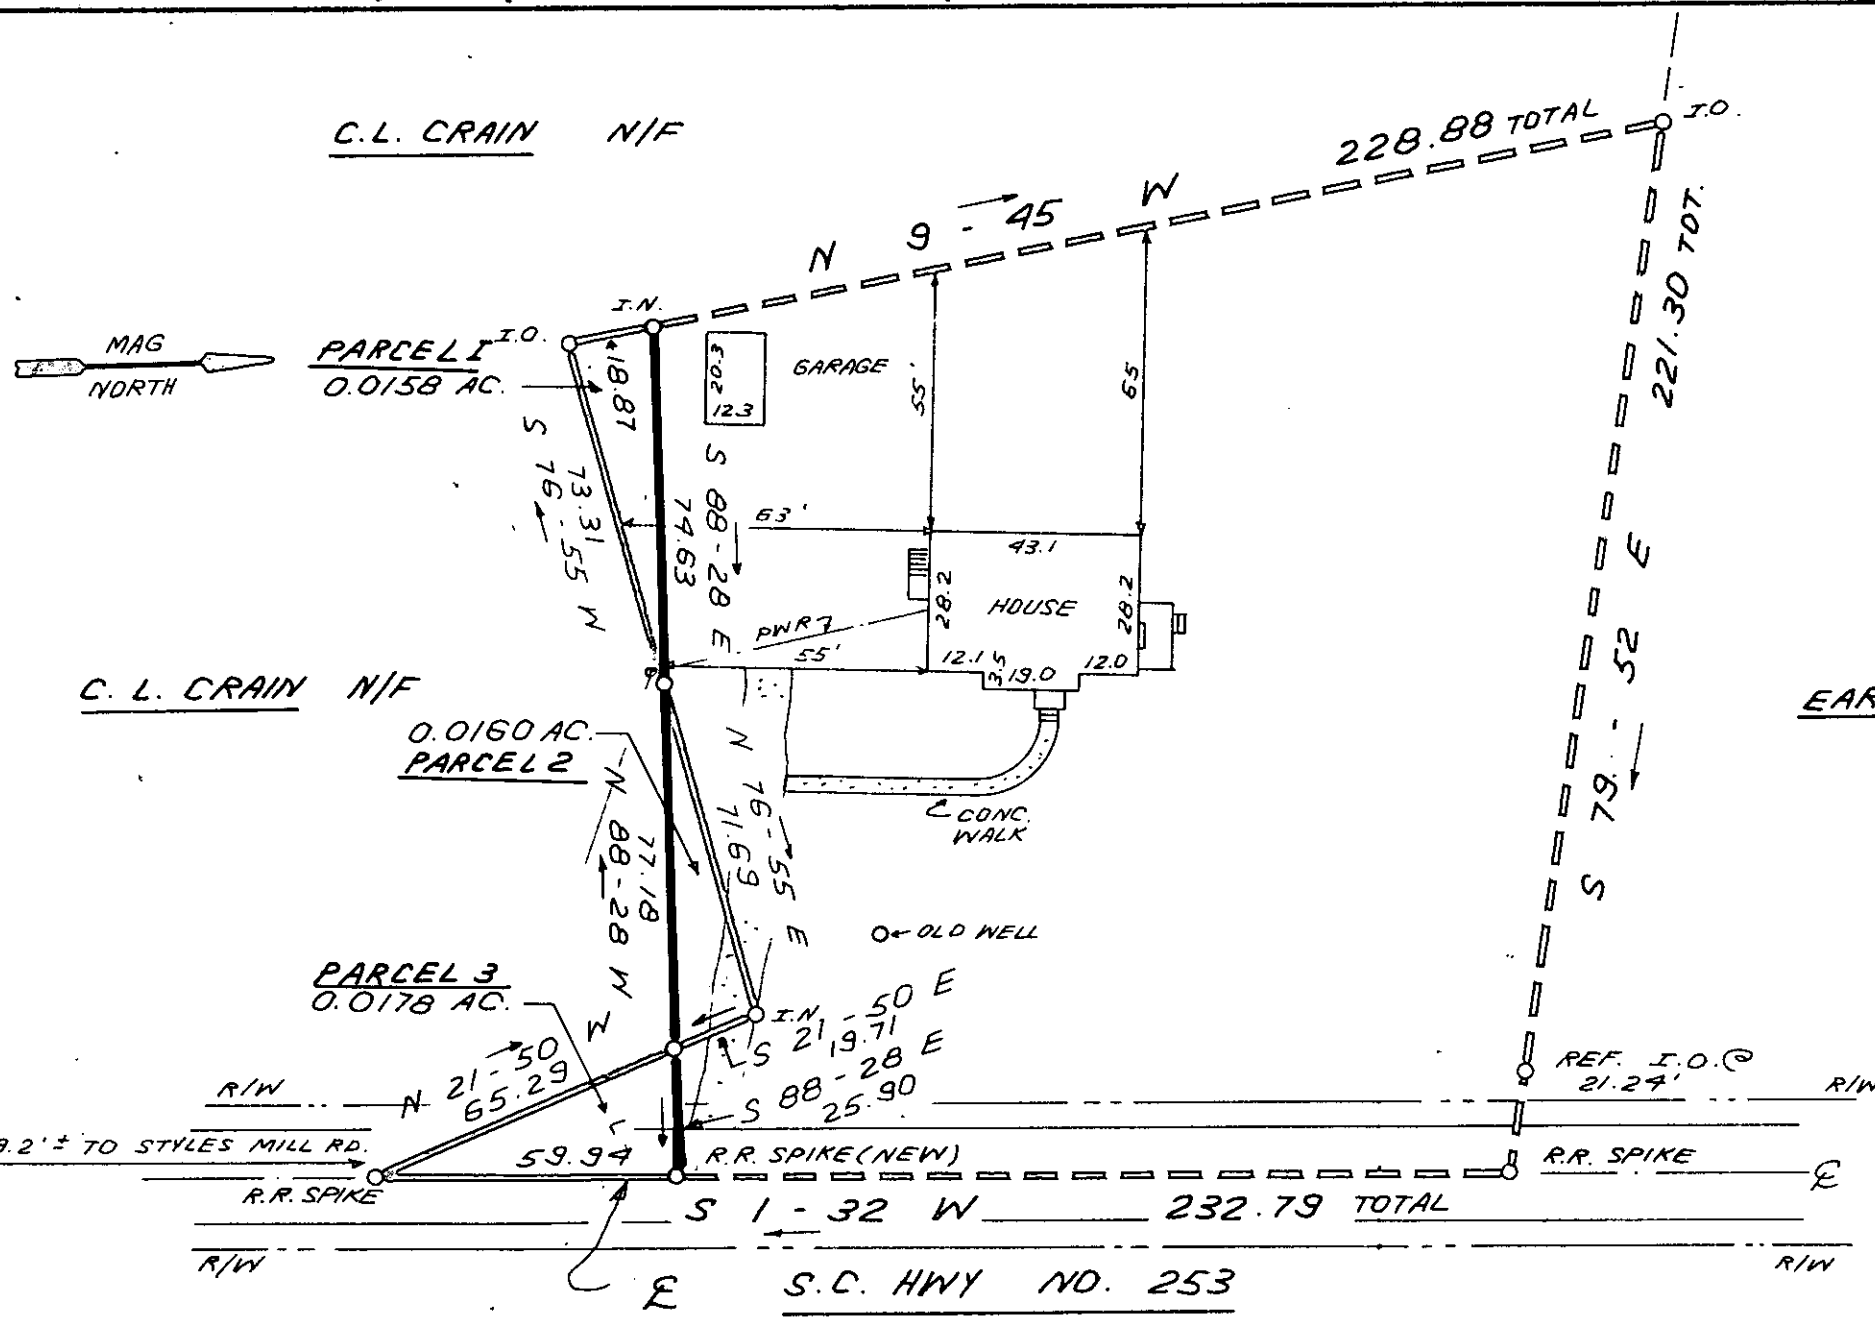 C.L. CRAIN N/F
228.88 TOTAL
I.O.
N 9 - 45 W
221.30 TOT.
S 79 - 52 E
MAG
NORTH
PARCEL I
0.0158 AC.
I.O.
I.N.
18.87
20.3
12.3
GARAGE
55'
65
S 76-55 W
73.31
S 88-28 E
74.63
63'
43.1
28.2
HOUSE
28.2
PWR
55'
12.1
3.5
19.0
12.0
C. L. CRAIN N/F
0.0160 AC.
PARCEL 2
N 88-28 W
77.18
N 76-55 E
71.69
CONC.
WALK
EAR
OLD WELL
PARCEL 3
0.0178 AC.
I.N
S 21-50 E
19.71
S 88-28 E
25.90
N 21-50 W
65.29
REF. I.O.@
21.24'
R/W
R/W
9.2'± TO STYLES MILL RD.
59.94
R.R. SPIKE (NEW)
R.R. SPIKE
R.R. SPIKE
℄
S 1-32 W
232.79 TOTAL
R/W
R/W
℄
S.C. HWY NO. 253